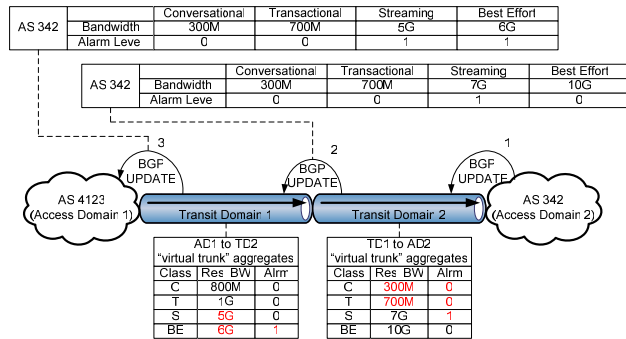 Conversational Transactional Streaming Best Effort
AS 342 Bandwidth 300M 700M 5G 6G
Alarm Leve 0 0 1 1
Conversational Transactional Streaming Best Effort
AS 342 Bandwidth 300M 700M 7G 10G
Alarm Leve 0 0 1 0
3
BGP UPDATE
2
BGP UPDATE
1
BGP UPDATE
AS 4123
(Access Domain 1)
Transit Domain 1
Transit Domain 2
AS 342
(Access Domain 2)
AD1 to TD2
"virtual trunk" aggregates
Class Res BW Alrm
C 800M 0
T 1G 0
S 5G 0
BE 6G 1
TD1 to AD2
"virtual trunk" aggregates
Class Res BW Alrm
C 300M 0
T 700M 0
S 7G 1
BE 10G 0